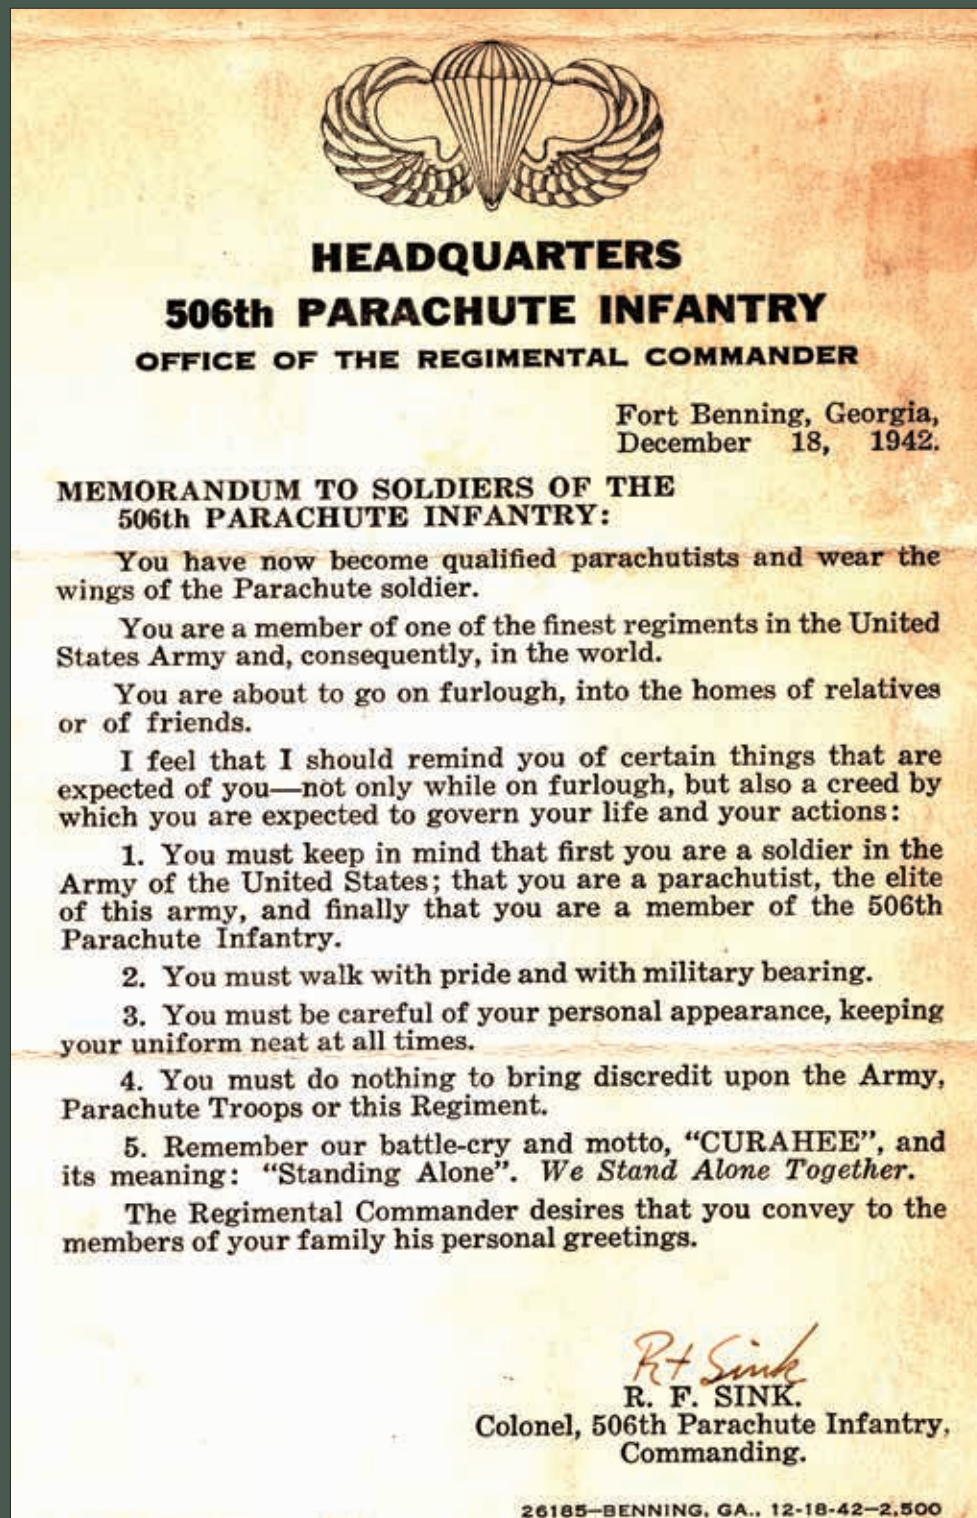 HEADQUARTERS
506th PARACHUTE INFANTRY
OFFICE OF THE REGIMENTAL COMMANDER
Fort Benning, Georgia,
December 18, 1942.
MEMORANDUM TO SOLDIERS OF THE
506th PARACHUTE INFANTRY:
You have now become qualified parachutists and wear the
wings of the Parachute soldier.
You are a member of one of the finest regiments in the United
States Army and, consequently, in the world.
You are about to go on furlough, into the homes of relatives
or of friends.
I feel that I should remind you of certain things that are
expected of you—not only while on furlough, but also a creed by
which you are expected to govern your life and your actions:
1. You must keep in mind that first you are a soldier in the
Army of the United States; that you are a parachutist, the elite
of this army, and finally that you are a member of the 506th
Parachute Infantry.
2. You must walk with pride and with military bearing.
3. You must be careful of your personal appearance, keeping
your uniform neat at all times.
4. You must do nothing to bring discredit upon the Army,
Parachute Troops or this Regiment.
5. Remember our battle-cry and motto, “CURAHEE”, and
its meaning: “Standing Alone”. We Stand Alone Together.
The Regimental Commander desires that you convey to the
members of your family his personal greetings.
R F Sink
R. F. SINK.
Colonel, 506th Parachute Infantry,
Commanding.
26185—BENNING, GA., 12-18-42—2,500